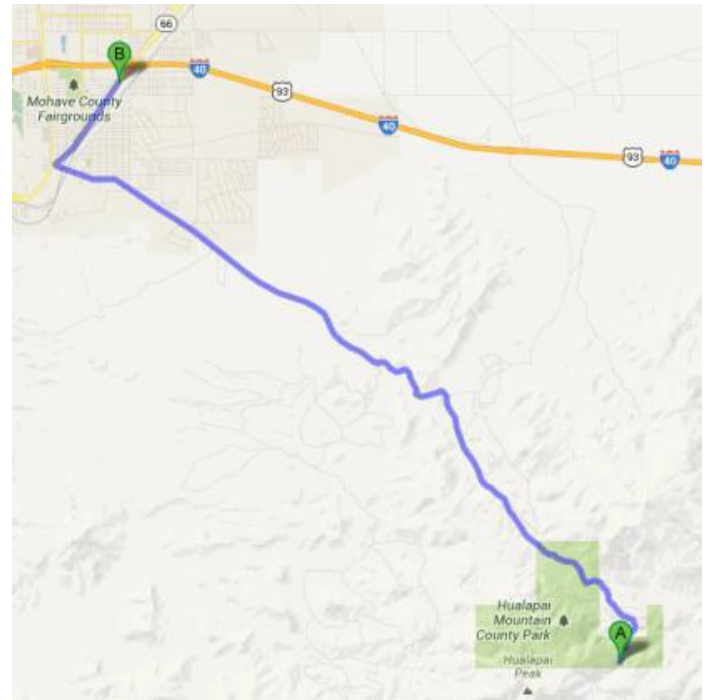 66
B
40
93
Mohave County
Fairgrounds
40
93
40
Hualapai
Mountain
County Park
A
Hualapai
Peak